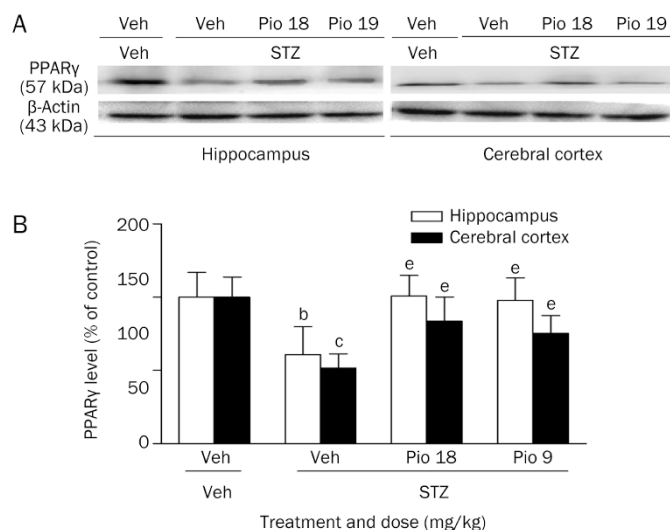 A
Veh Veh Pio 18 Pio 19 Veh Veh Pio 18 Pio 19
Veh STZ Veh STZ
PPARγ
(57 kDa)
β-Actin
(43 kDa)
Hippocampus Cerebral cortex
B
Hippocampus
Cerebral cortex
PPARγ level (% of control)
200
150
100
50
0
b c e e e e
Veh Veh Pio 18 Pio 9
Veh STZ
Treatment and dose (mg/kg)